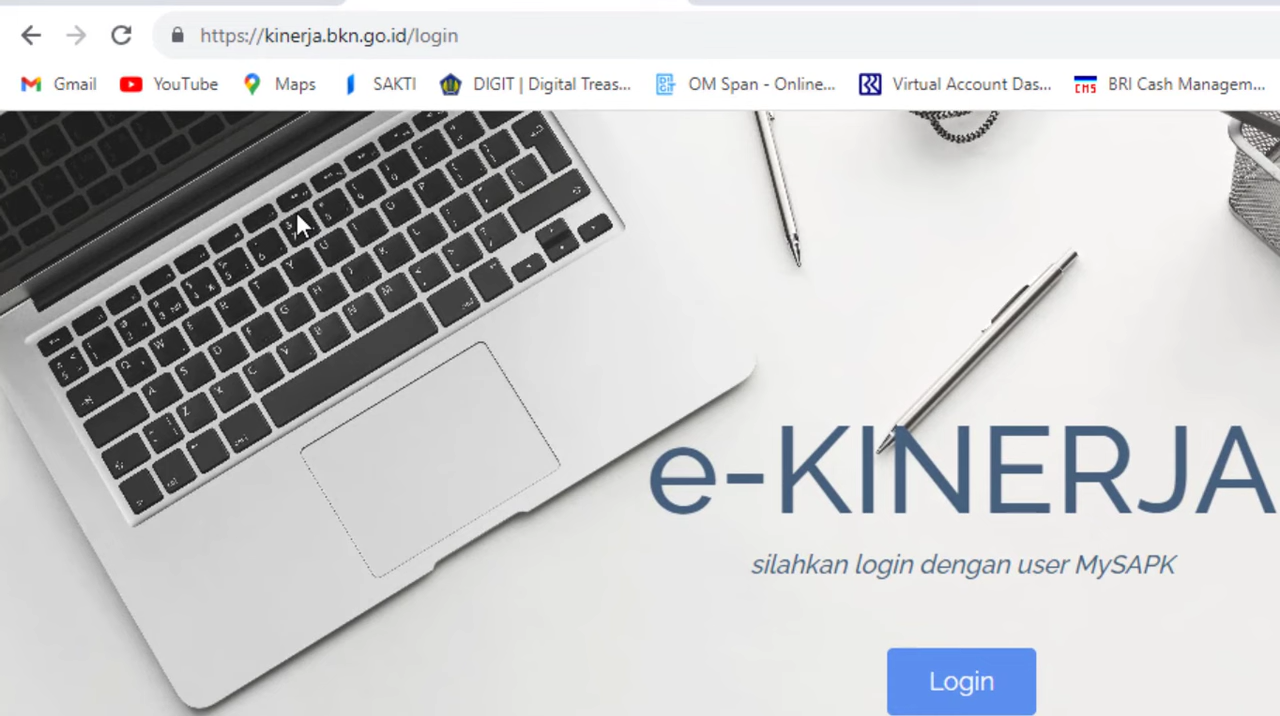 https://kinerja.bkn.go.id/login
Gmail YouTube Maps SAKTI DIGIT | Digital Treas... OM Span - Online... Virtual Account Das... CMS BRI Cash Managem...
e-KINERJA
silahkan login dengan user MySAPK
Login